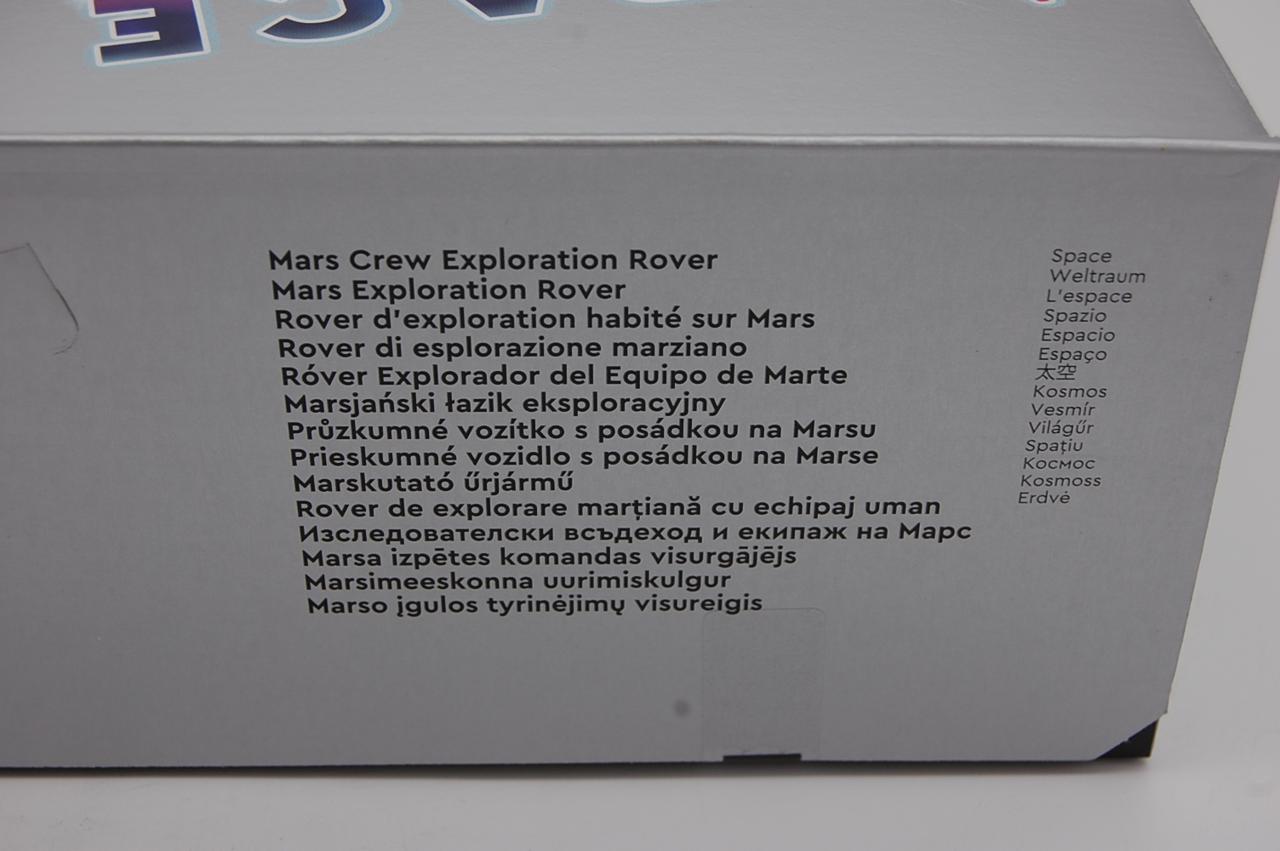 Mars Crew Exploration Rover
Mars Exploration Rover
Rover d'exploration habité sur Mars
Rover di esplorazione marziano
Róver Explorador del Equipo de Marte
Marsjański łazik eksploracyjny
Průzkumné vozítko s posádkou na Marsu
Prieskumné vozidlo s posádkou na Marse
Marskutató űrjármű
Rover de explorare marțiană cu echipaj uman
Изследователски всъдеход и екипаж на Марс
Marsa izpētes komandas visurgājējs
Marsimeeskonna uurimiskulgur
Marso įgulos tyrinėjimų visureigis
Space
Weltraum
L'espace
Spazio
Espacio
Espaço
太空
Kosmos
Vesmír
Világűr
Spațiu
Космос
Kosmoss
Erdvė